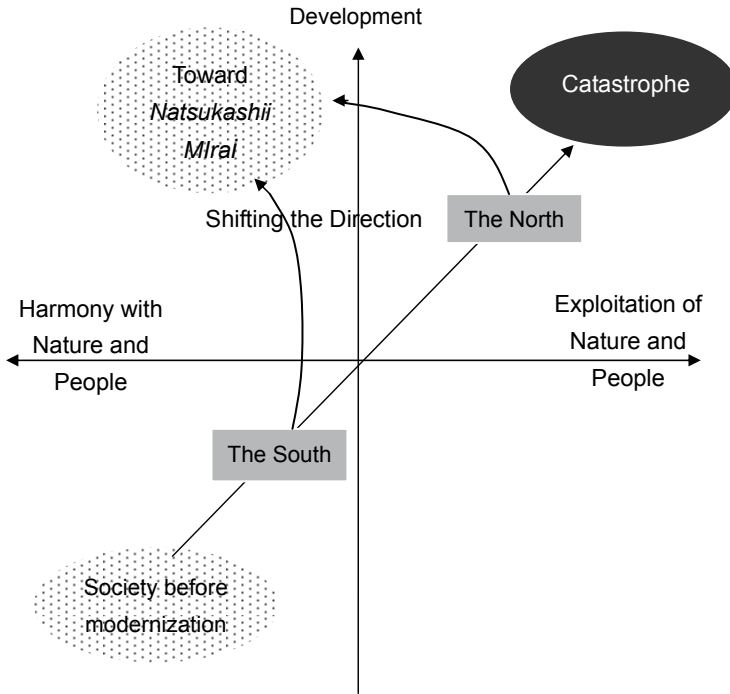 Development
Toward
Natsukashii
MIrai
Catastrophe
Shifting the Direction
The North
Harmony with
Nature and
People
Exploitation of
Nature and
People
The South
Society before
modernization